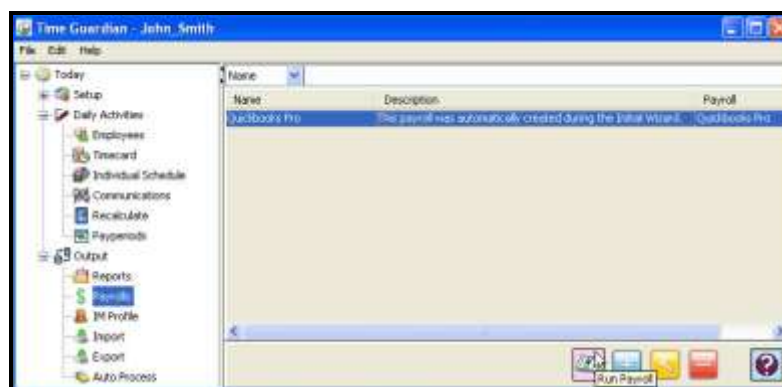 Time Guardian - John_Smith
File Edit Help
Today
Setup
Daily Activities
Employees
Timecard
Individual Schedule
Communications
Recalculate
Payperiods
Output
Reports
Payrolls
IM Profile
Import
Export
Auto Process
Name
Name Description Payroll
QuickBooks Pro This payroll was automatically created during the Initial Wizard. QuickBooks Pro
Run Payroll